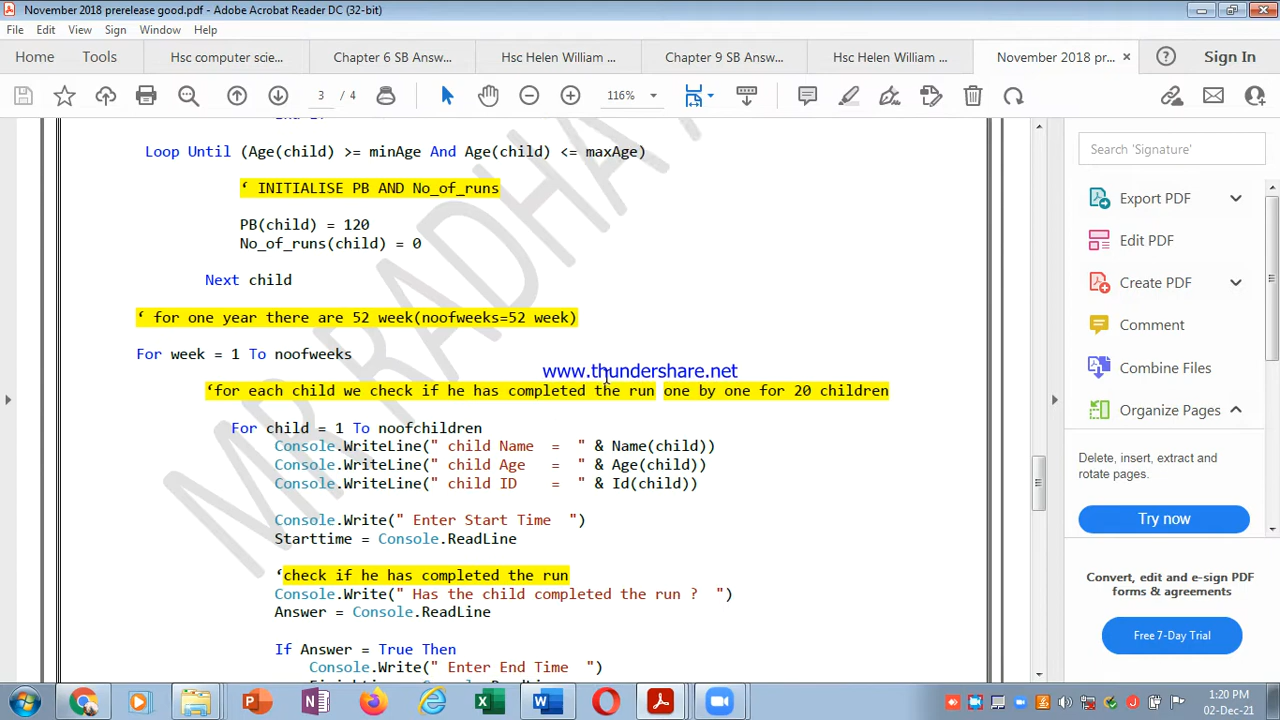 November 2018 prerelease good.pdf - Adobe Acrobat Reader DC (32-bit)
File Edit View Sign Window Help
Home Tools Hsc computer scie... Chapter 6 SB Answ... Hsc Helen William ... Chapter 9 SB Answ... Hsc Helen William ... November 2018 pr... × Sign In
3 / 4 116%
Loop Until (Age(child) >= minAge And Age(child) <= maxAge)
‘ INITIALISE PB AND No_of_runs
PB(child) = 120
No_of_runs(child) = 0
Next child
‘ for one year there are 52 week(noofweeks=52 week)
For week = 1 To noofweeks
www.thundershare.net
‘for each child we check if he has completed the run one by one for 20 children
For child = 1 To noofchildren
Console.WriteLine(" child Name = " & Name(child))
Console.WriteLine(" child Age = " & Age(child))
Console.WriteLine(" child ID = " & Id(child))
Console.Write(" Enter Start Time ")
Starttime = Console.ReadLine
‘check if he has completed the run
Console.Write(" Has the child completed the run ? ")
Answer = Console.ReadLine
If Answer = True Then
Console.Write(" Enter End Time ")
MR RADHA
Search 'Signature'
Export PDF
Edit PDF
Create PDF
Comment
Combine Files
Organize Pages
Delete, insert, extract and
rotate pages.
Try now
Convert, edit and e-sign PDF
forms & agreements
Free 7-Day Trial
1:20 PM
02-Dec-21